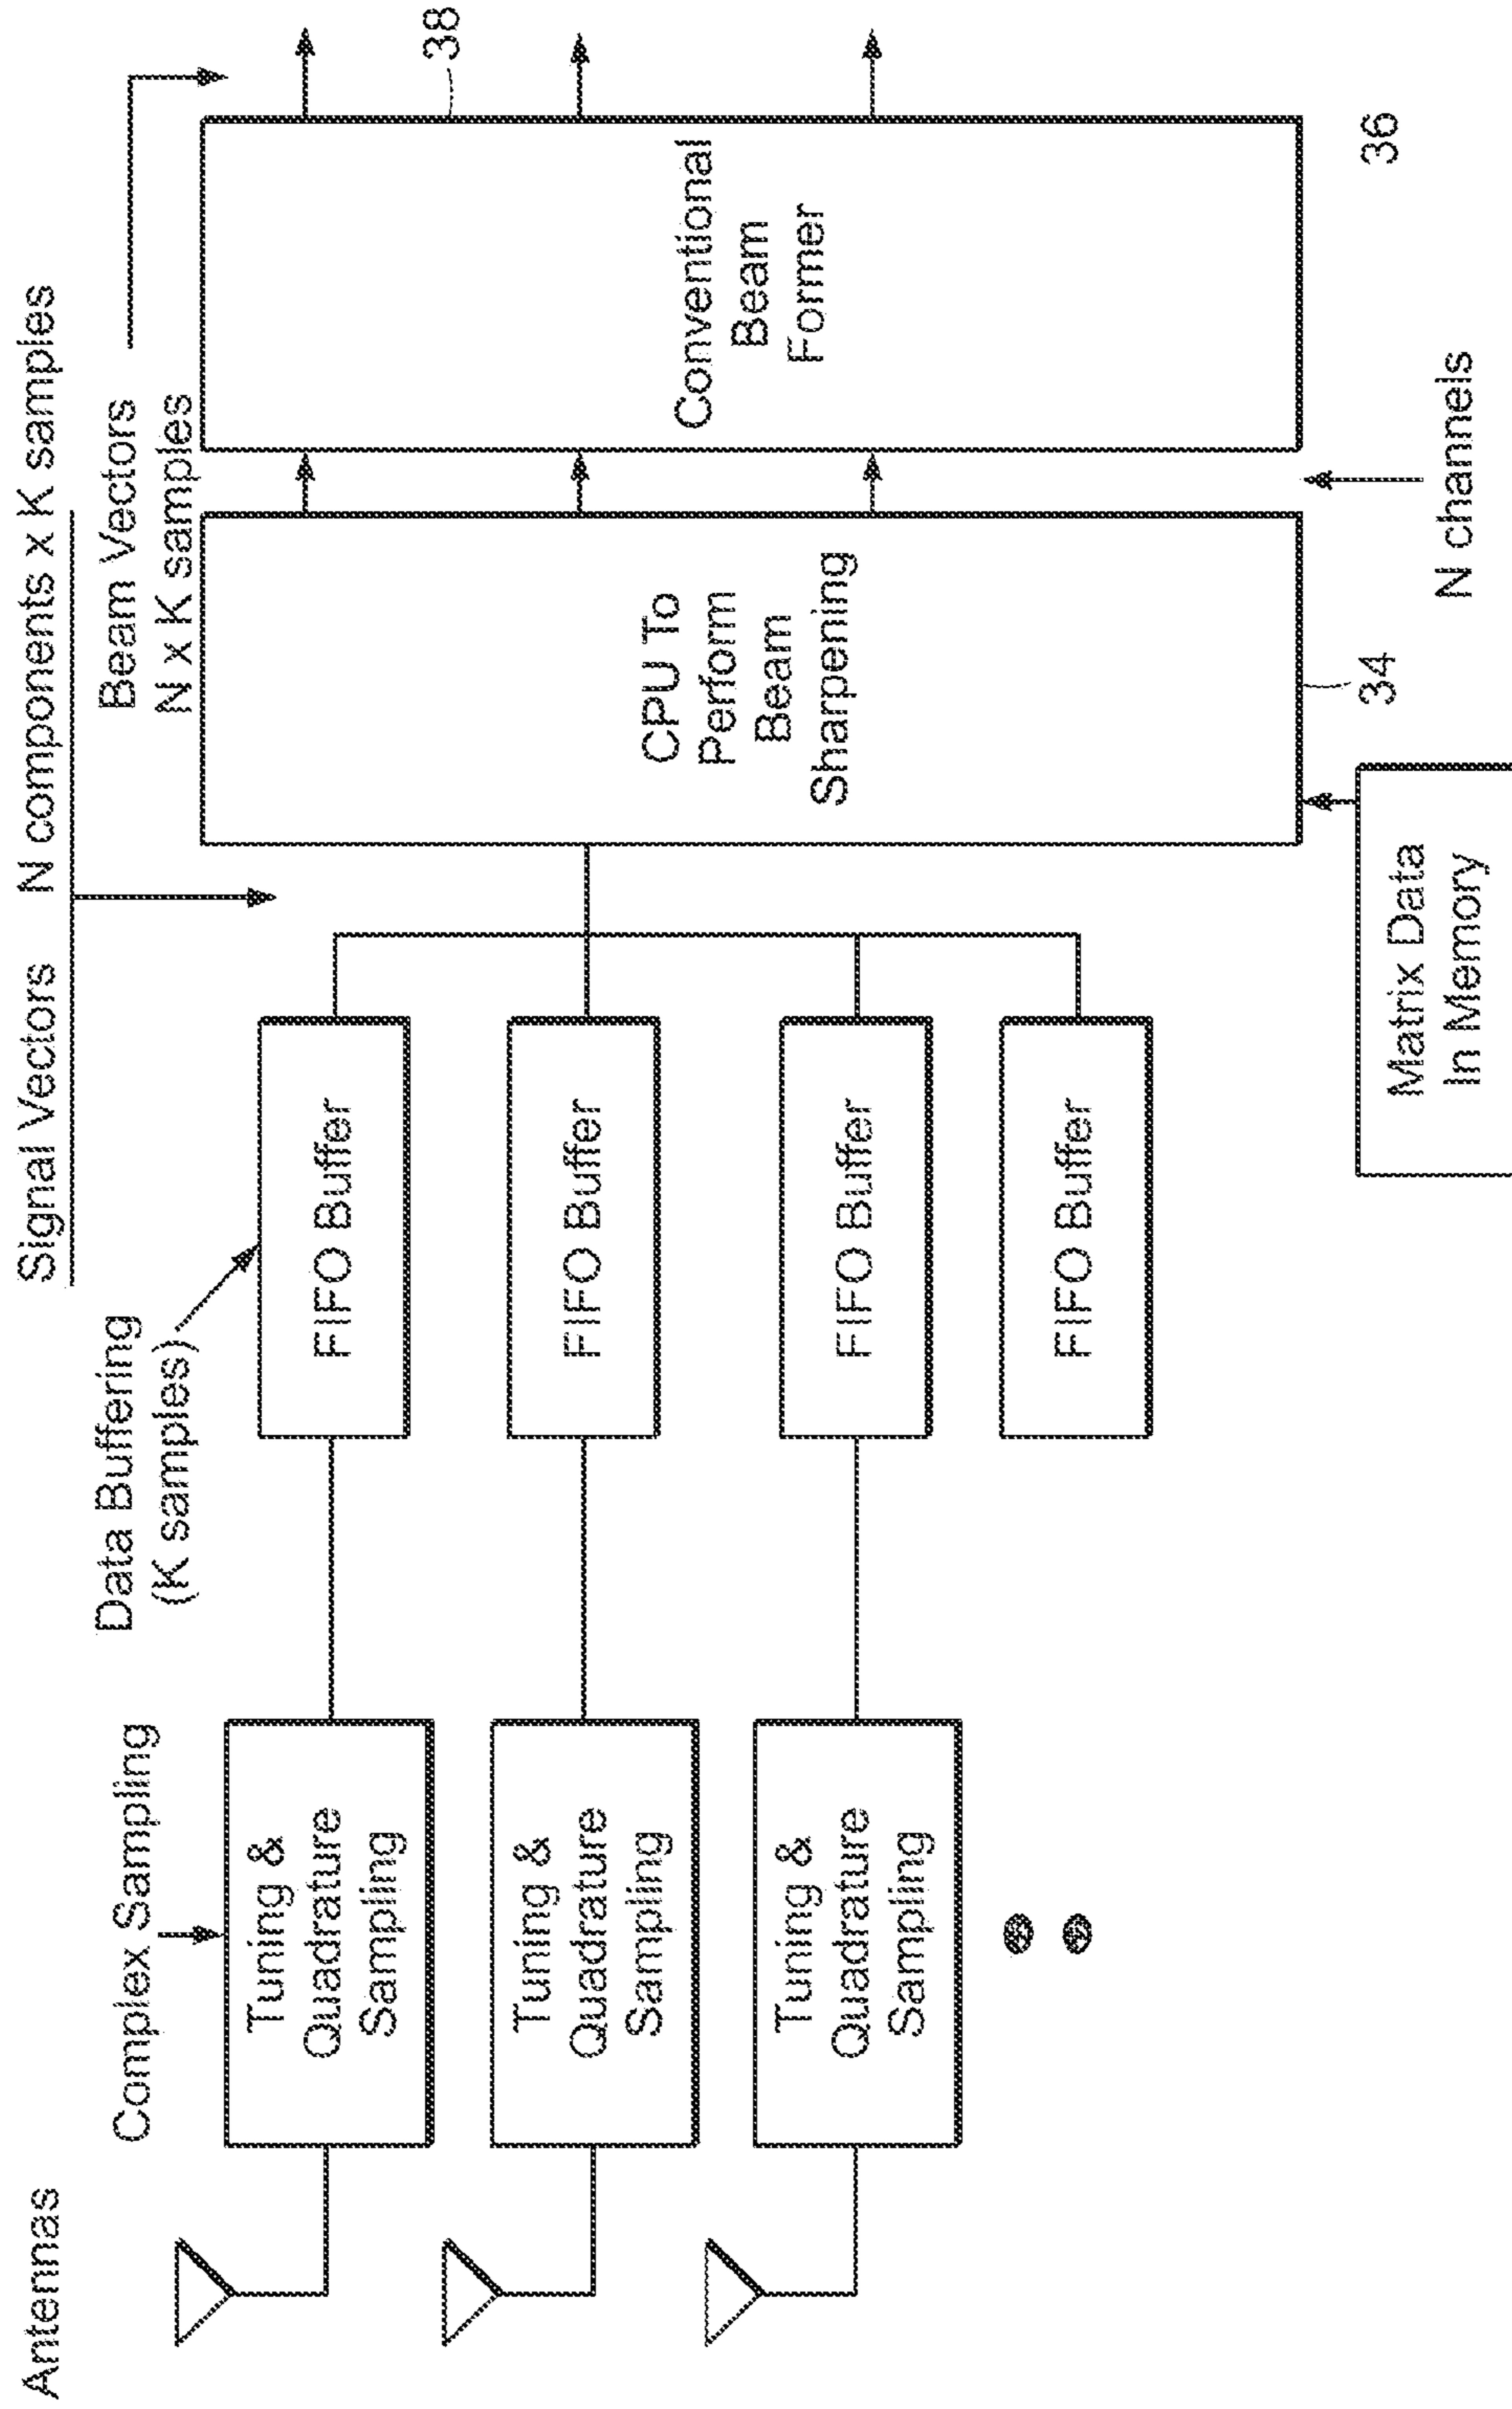 Antennas
Complex Sampling
Data Buffering
(K samples)
Signal Vectors N components x K samples
Beam Vectors
N x K samples
Tuning &
Quadrature
Sampling
Tuning &
Quadrature
Sampling
Tuning &
Quadrature
Sampling
FIFO Buffer
FIFO Buffer
FIFO Buffer
FIFO Buffer
CPU To
Perform
Beam
Sharpening
Conventional
Beam
Former
38
34
36
Matrix Data
In Memory
N channels